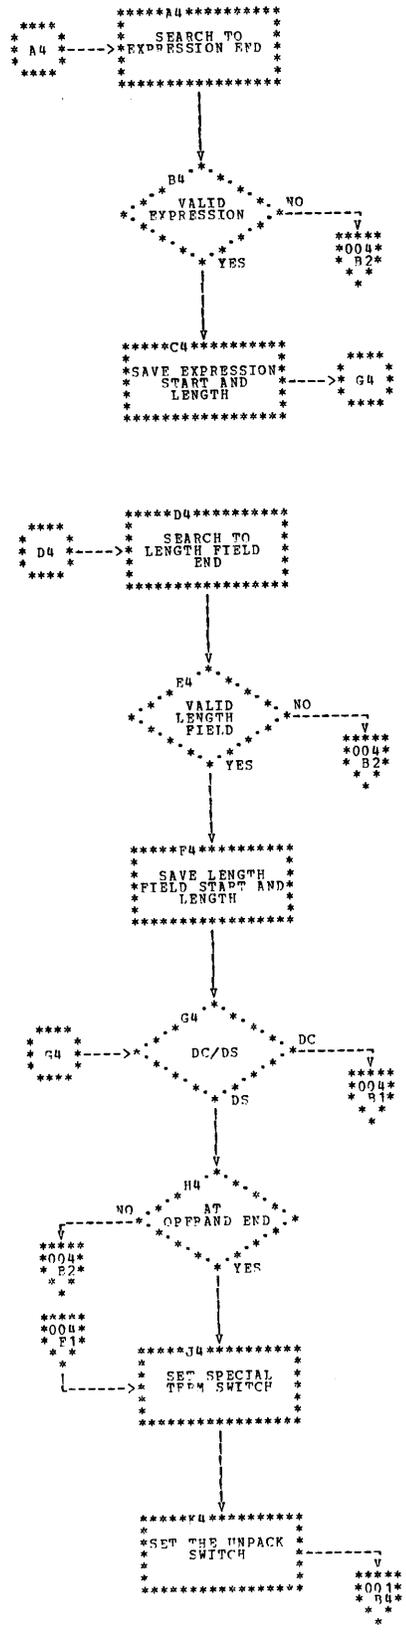 A4
A4
SEARCH TO
EXPRESSION END
B4
VALID
EXPRESSION
NO
004
B2
YES
C4
SAVE EXPRESSION
START AND
LENGTH
G4
D4
D4
SEARCH TO
LENGTH FIELD
END
E4
VALID
LENGTH
FIELD
NO
004
B2
YES
F4
SAVE LENGTH
FIELD START AND
LENGTH
G4
G4
DC/DS
DC
004
B1
DS
H4
AT
OPERAND END
NO
004
B2
YES
004
F1
J4
SET SPECIAL
TERM SWITCH
K4
SET THE UNPACK
SWITCH
001
B4